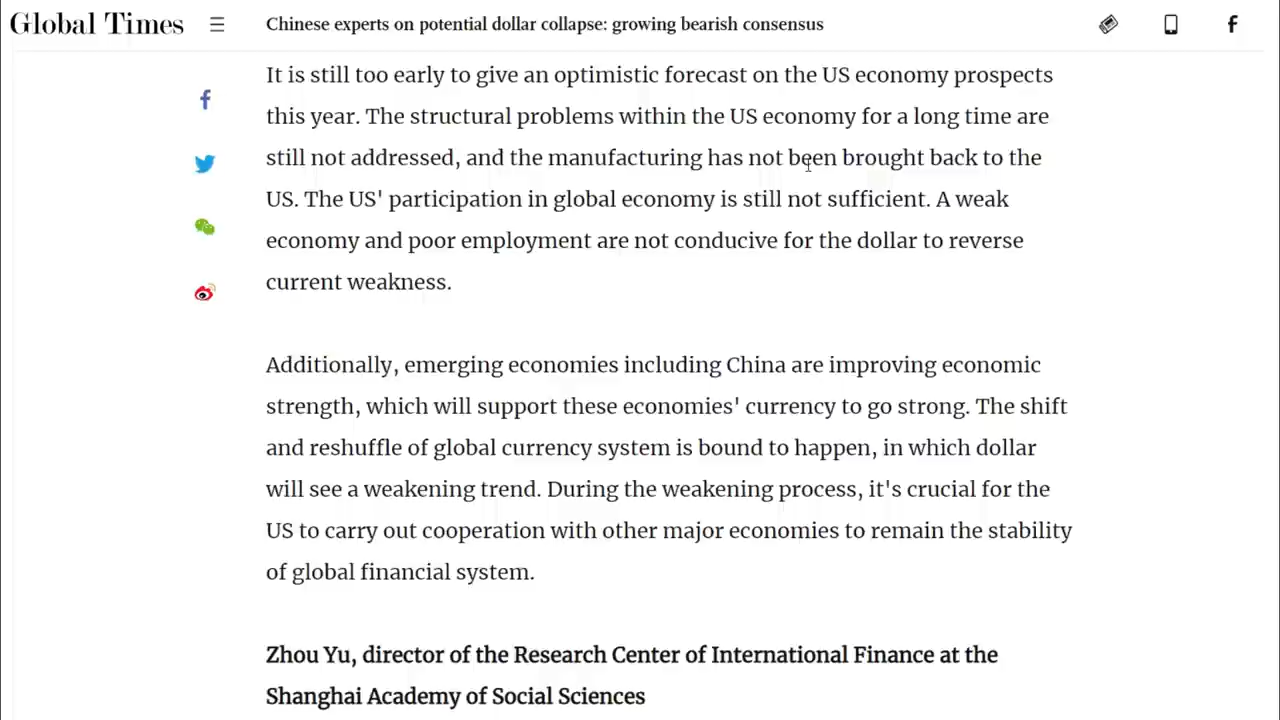 Global Times
Chinese experts on potential dollar collapse: growing bearish consensus
It is still too early to give an optimistic forecast on the US economy prospects
this year. The structural problems within the US economy for a long time are
still not addressed, and the manufacturing has not been brought back to the
US. The US' participation in global economy is still not sufficient. A weak
economy and poor employment are not conducive for the dollar to reverse
current weakness.
Additionally, emerging economies including China are improving economic
strength, which will support these economies' currency to go strong. The shift
and reshuffle of global currency system is bound to happen, in which dollar
will see a weakening trend. During the weakening process, it's crucial for the
US to carry out cooperation with other major economies to remain the stability
of global financial system.
Zhou Yu, director of the Research Center of International Finance at the
Shanghai Academy of Social Sciences